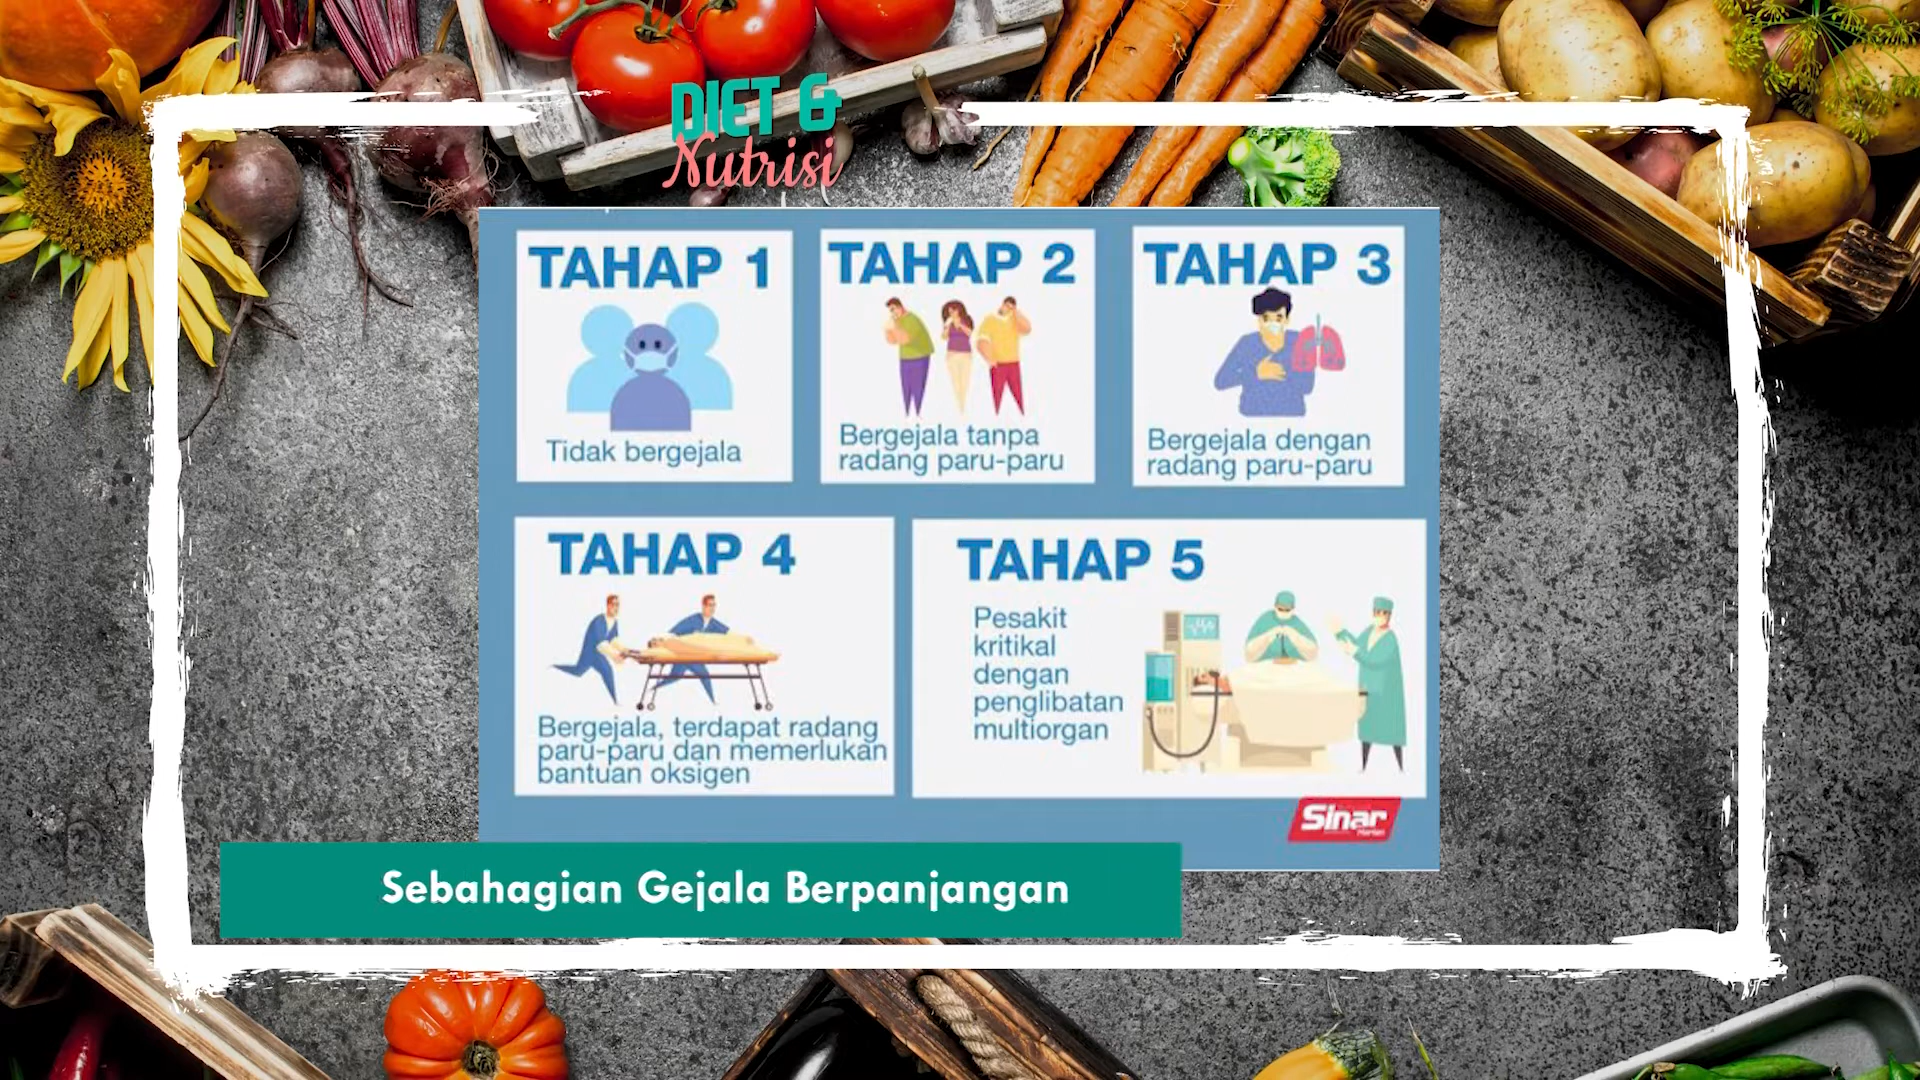 DIET &
Nutrisi
TAHAP 1
Tidak bergejala
TAHAP 2
Bergejala tanpa
radang paru-paru
TAHAP 3
Bergejala dengan
radang paru-paru
TAHAP 4
Bergejala, terdapat radang
paru-paru dan memerlukan
bantuan oksigen
TAHAP 5
Pesakit
kritikal
dengan
penglibatan
multiorgan
Sinar
Harian
Sebahagian Gejala Berpanjangan